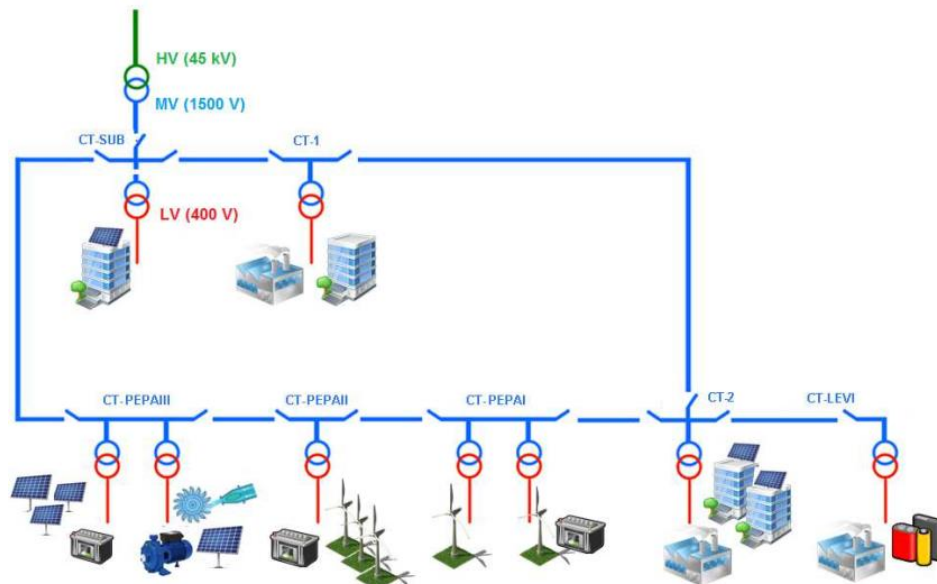 HV (45 kV)
MV (1500 V)
CT-SUB
CT-1
LV (400 V)
CT-PEPAIII
CT-PEPAII
CT-PEPAI
CT-2
CT-LEVI